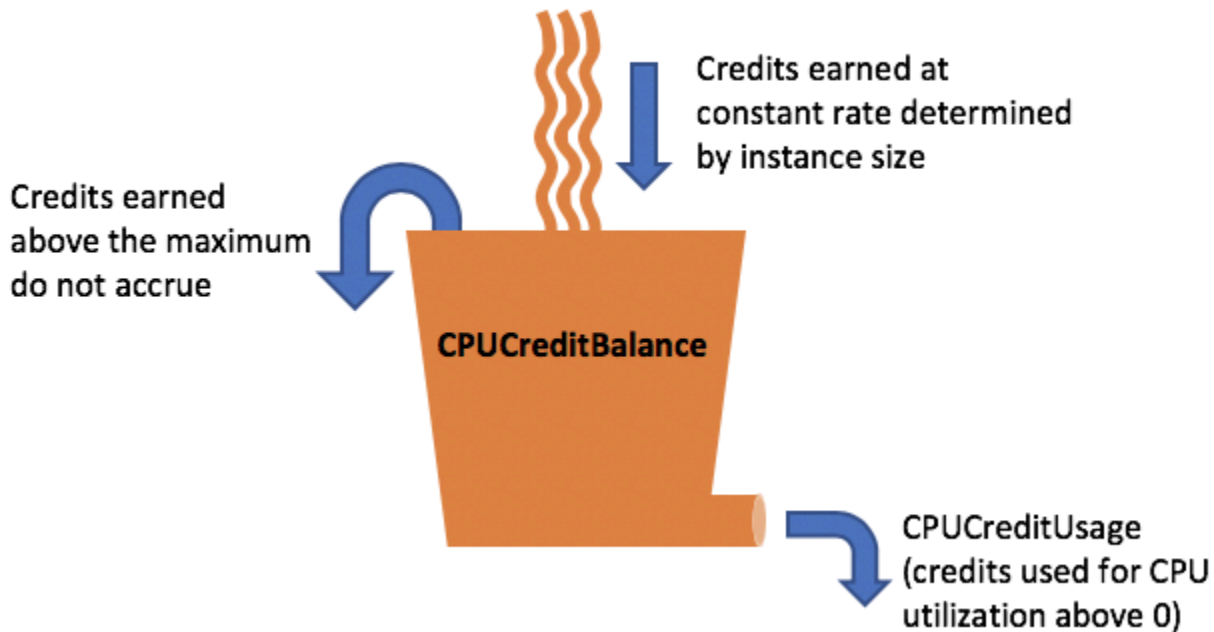 Credits earned at
constant rate determined
by instance size
Credits earned
above the maximum
do not accrue
CPUCreditBalance
CPUCreditUsage
(credits used for CPU
utilization above 0)